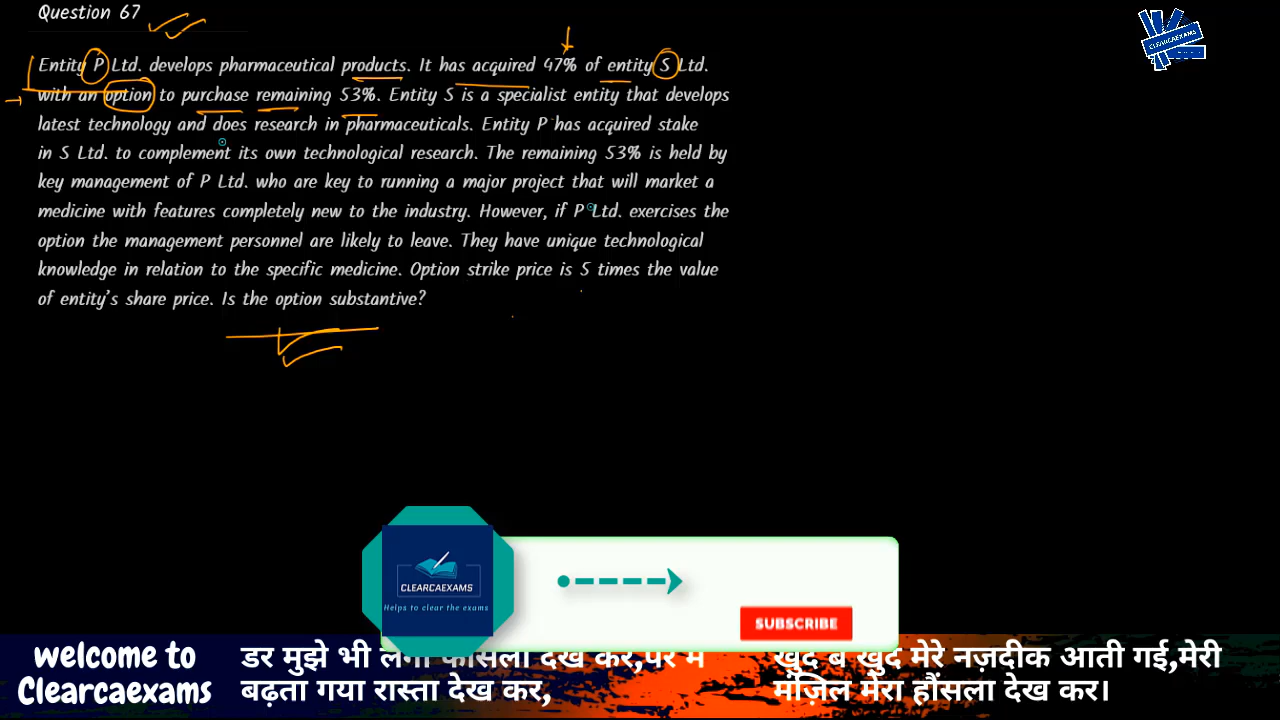 Question 67
CLEARCAEXAMS
Entity P Ltd. develops pharmaceutical products. It has acquired 47% of entity S Ltd.
with an option to purchase remaining 53%. Entity S is a specialist entity that develops
latest technology and does research in pharmaceuticals. Entity P has acquired stake
in S Ltd. to complement its own technological research. The remaining 53% is held by
key management of P Ltd. who are key to running a major project that will market a
medicine with features completely new to the industry. However, if P Ltd. exercises the
option the management personnel are likely to leave. They have unique technological
knowledge in relation to the specific medicine. Option strike price is 5 times the value
of entity's share price. Is the option substantive?
CLEARCAEXAMS
Helps to clear the exams
SUBSCRIBE
welcome to
Clearcaexams
डर मुझे भी लगा फासला देख कर,पर मैं
बढ़ता गया रास्ता देख कर,
खुद ब खुद मेरे नज़दीक आती गई,मेरी
मंज़िल मेरा हौंसला देख कर।